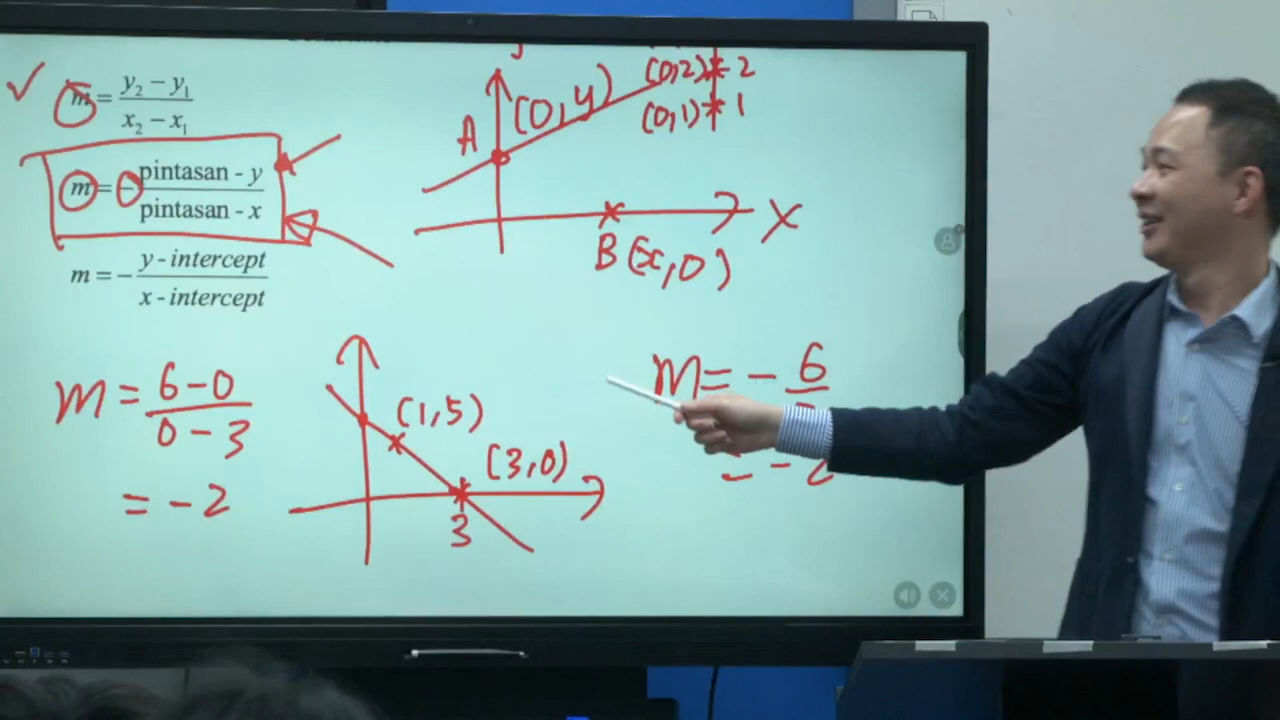 m = y₂ − y₁ / x₂ − x₁
m = − pintasan - y / pintasan - x
m = − y - intercept / x - intercept
A (0, y)
(0,2) 2
(0,1) 1
X
B (x, 0)
m = 6 − 0 / 0 − 3
= −2
(1,5)
(3,0)
3
m = − 6
= −2